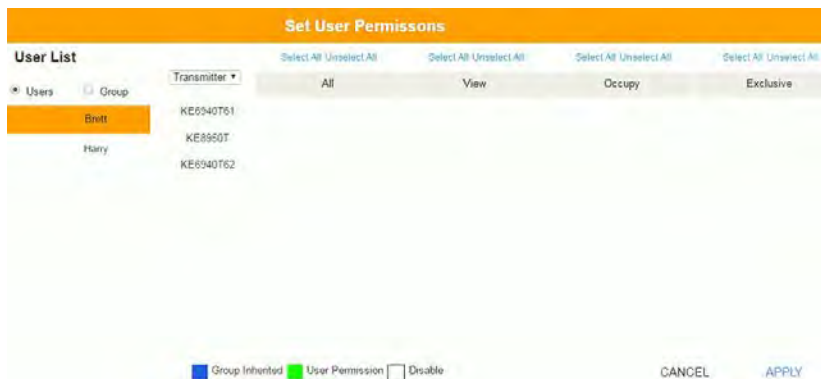 Set User Permissons
User List
Select All Unselect All Select All Unselect All Select All Unselect All Select All Unselect All
Users Group
Transmitter All View Occupy Exclusive
Brett
Harry
KE6940T61
KE8950T
KE6940T62
Group Inherited User Permission Disable
CANCEL APPLY